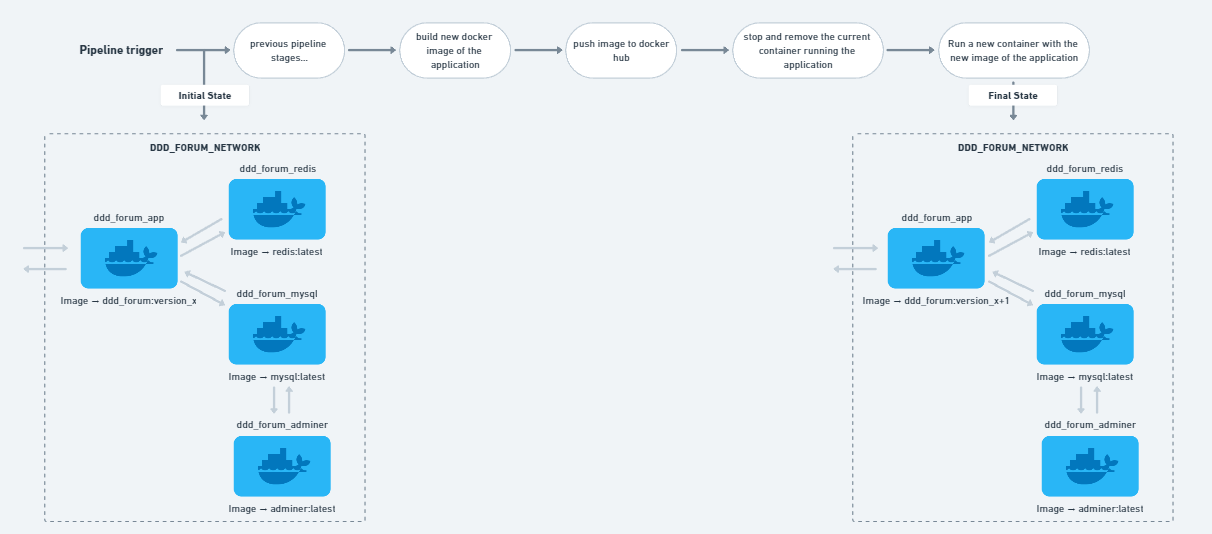 Pipeline trigger
previous pipeline
stages...
build new docker
image of the
application
push image to docker
hub
stop and remove the current
container running the
application
Run a new container with the
new image of the application
Initial State
Final State
DDD_FORUM_NETWORK
ddd_forum_redis
ddd_forum_app
Image → redis:latest
ddd_forum_mysql
Image → ddd_forum:version_x
Image → mysql:latest
ddd_forum_adminer
Image → adminer:latest
DDD_FORUM_NETWORK
ddd_forum_redis
ddd_forum_app
Image → redis:latest
ddd_forum_mysql
Image → ddd_forum:version_x+1
Image → mysql:latest
ddd_forum_adminer
Image → adminer:latest